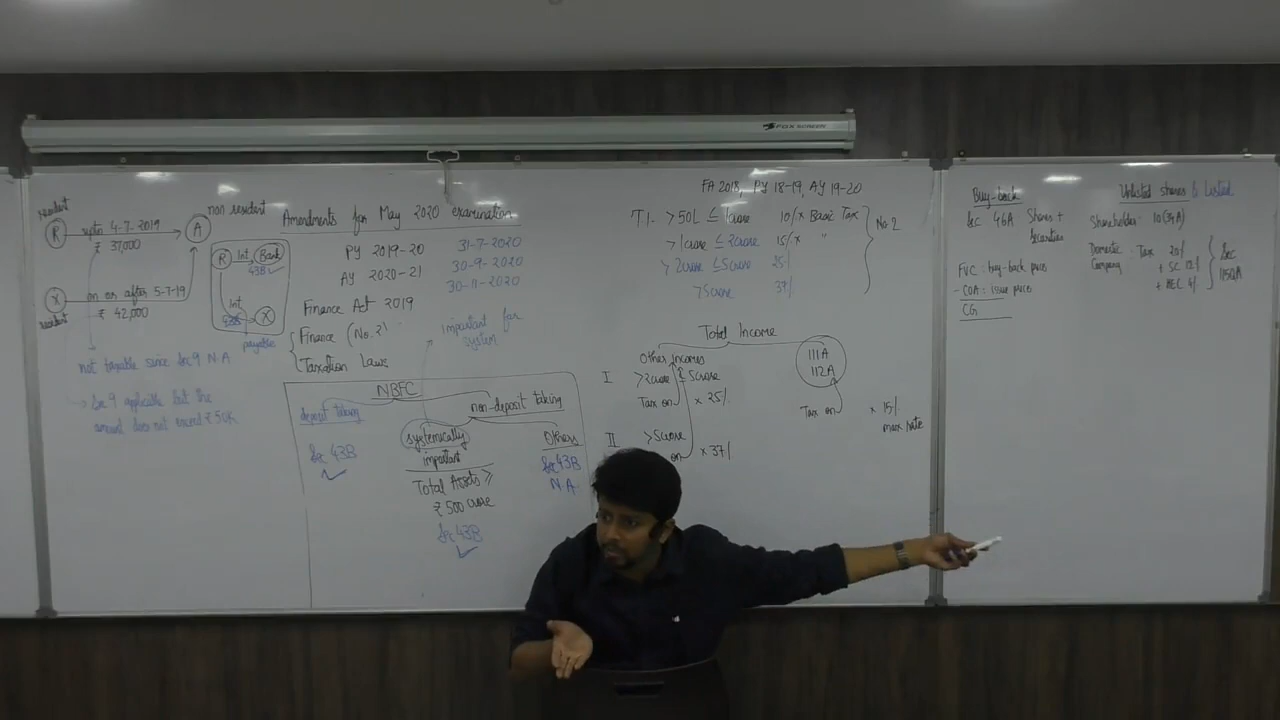 FOX SCREEN
resident
R
upto 4-7-2019
₹ 37,000
A
non resident
X
resident
on or after 5-7-19
₹ 42,000
R
Int
Bank
43B ✓
Int
43B
X
payables
not taxable since Sec 9 N.A
→ Sec 9 applicable but the
amount does not exceed ₹ 50K
Amendments for May 2020 examination
PY 2019-20 31-7-2020
AY 2020-21 30-9-2020
30-11-2020
Finance Act 2019
Finance (No.2)
Taxation Laws
important for
system
NBFC
deposit taking
Sec 43B
✓
non-deposit taking
systemically
important
Total Assets ≥
₹ 500 crore
Sec 43B
✓
Others
Sec 43B
N.A
FA 2018, PY 18-19, AY 19-20
T.I. >50L ≤ 1crore 10% x Basic Tax
>1crore ≤ 2crore 15% x "
>2crore ≤ 5crore 25%
>5crore 37%
No.2
Total Income
Other incomes
I >2crore ≤ 5crore
Tax on x 25%
II >5crore
on x 37%
111A
112A
Tax on x 15%
max rate
Buy-back
Sec 46A Shares +
Securities
FVC : buy-back price
- COA : issue price
CG
Unlisted shares & Listed
Shareholder: 10(34A)
Domestic
Company : Tax 20%
+ SC 12%
+ HEC 4%
Sec
115QA